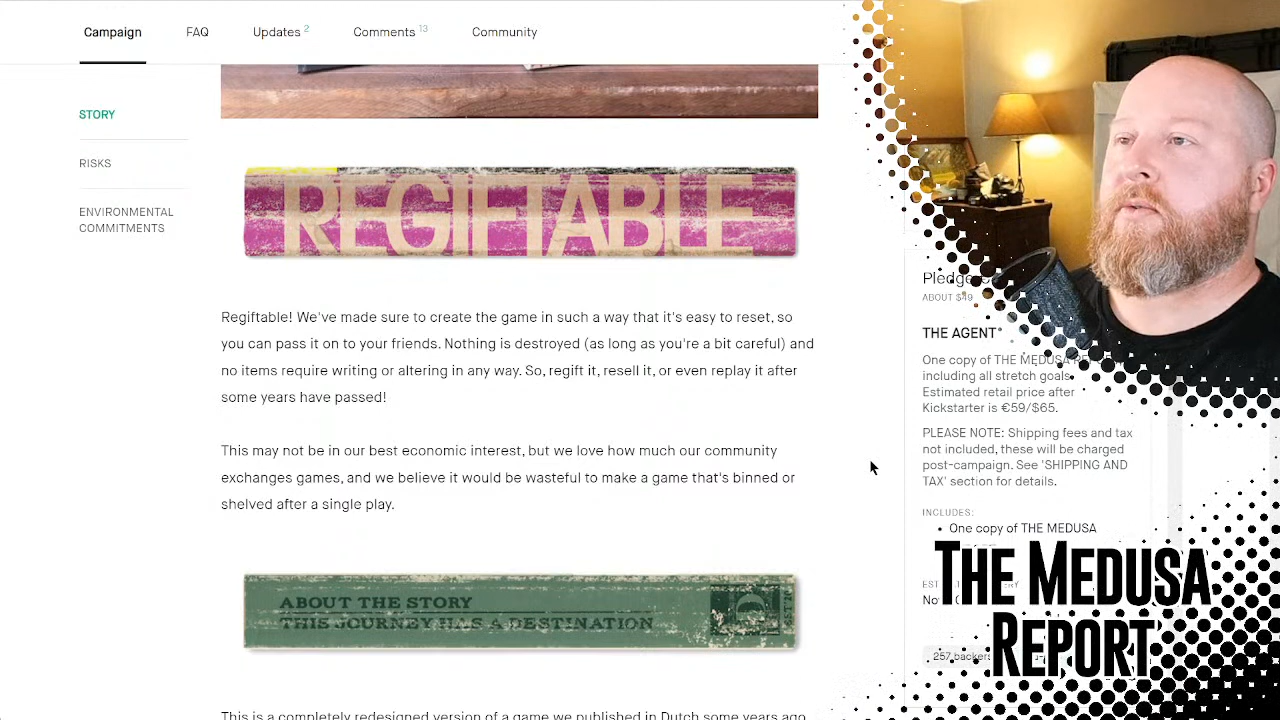 Campaign
FAQ
Updates 2
Comments 13
Community
STORY
RISKS
ENVIRONMENTAL
COMMITMENTS
REGIFTABLE
Regiftable! We've made sure to create the game in such a way that it's easy to reset, so
you can pass it on to your friends. Nothing is destroyed (as long as you're a bit careful) and
no items require writing or altering in any way. So, regift it, resell it, or even replay it after
some years have passed!
This may not be in our best economic interest, but we love how much our community
exchanges games, and we believe it would be wasteful to make a game that's binned or
shelved after a single play.
ABOUT THE STORY
THIS JOURNEY HAS A DESTINATION
This is a completely redesigned version of a game we published in Dutch some years ago
Pledge
ABOUT $49
THE AGENT
One copy of THE MEDUSA
including all stretch goals.
Estimated retail price after
Kickstarter is €59/$65.
PLEASE NOTE: Shipping fees and tax
not included, these will be charged
post-campaign. See 'SHIPPING AND
TAX' section for details.
INCLUDES:
• One copy of THE MEDUSA
257 backers
THE MEDUSA
REPORT